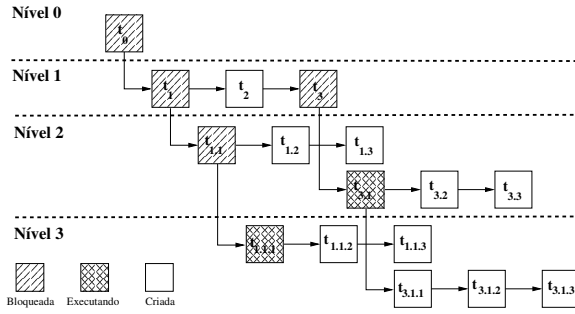 Nível 0
t0
Nível 1
t1 t2 t3
Nível 2
t1.1 t1.2 t1.3
t3.1 t3.2 t3.3
Nível 3
t1.1.1 t1.1.2 t1.1.3
t3.1.1 t3.1.2 t3.1.3
Bloqueada Executando Criada